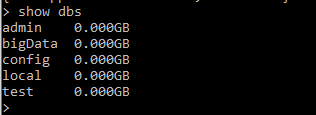 > show dbs
admin    0.000GB
bigData  0.000GB
config   0.000GB
local    0.000GB
test     0.000GB
>